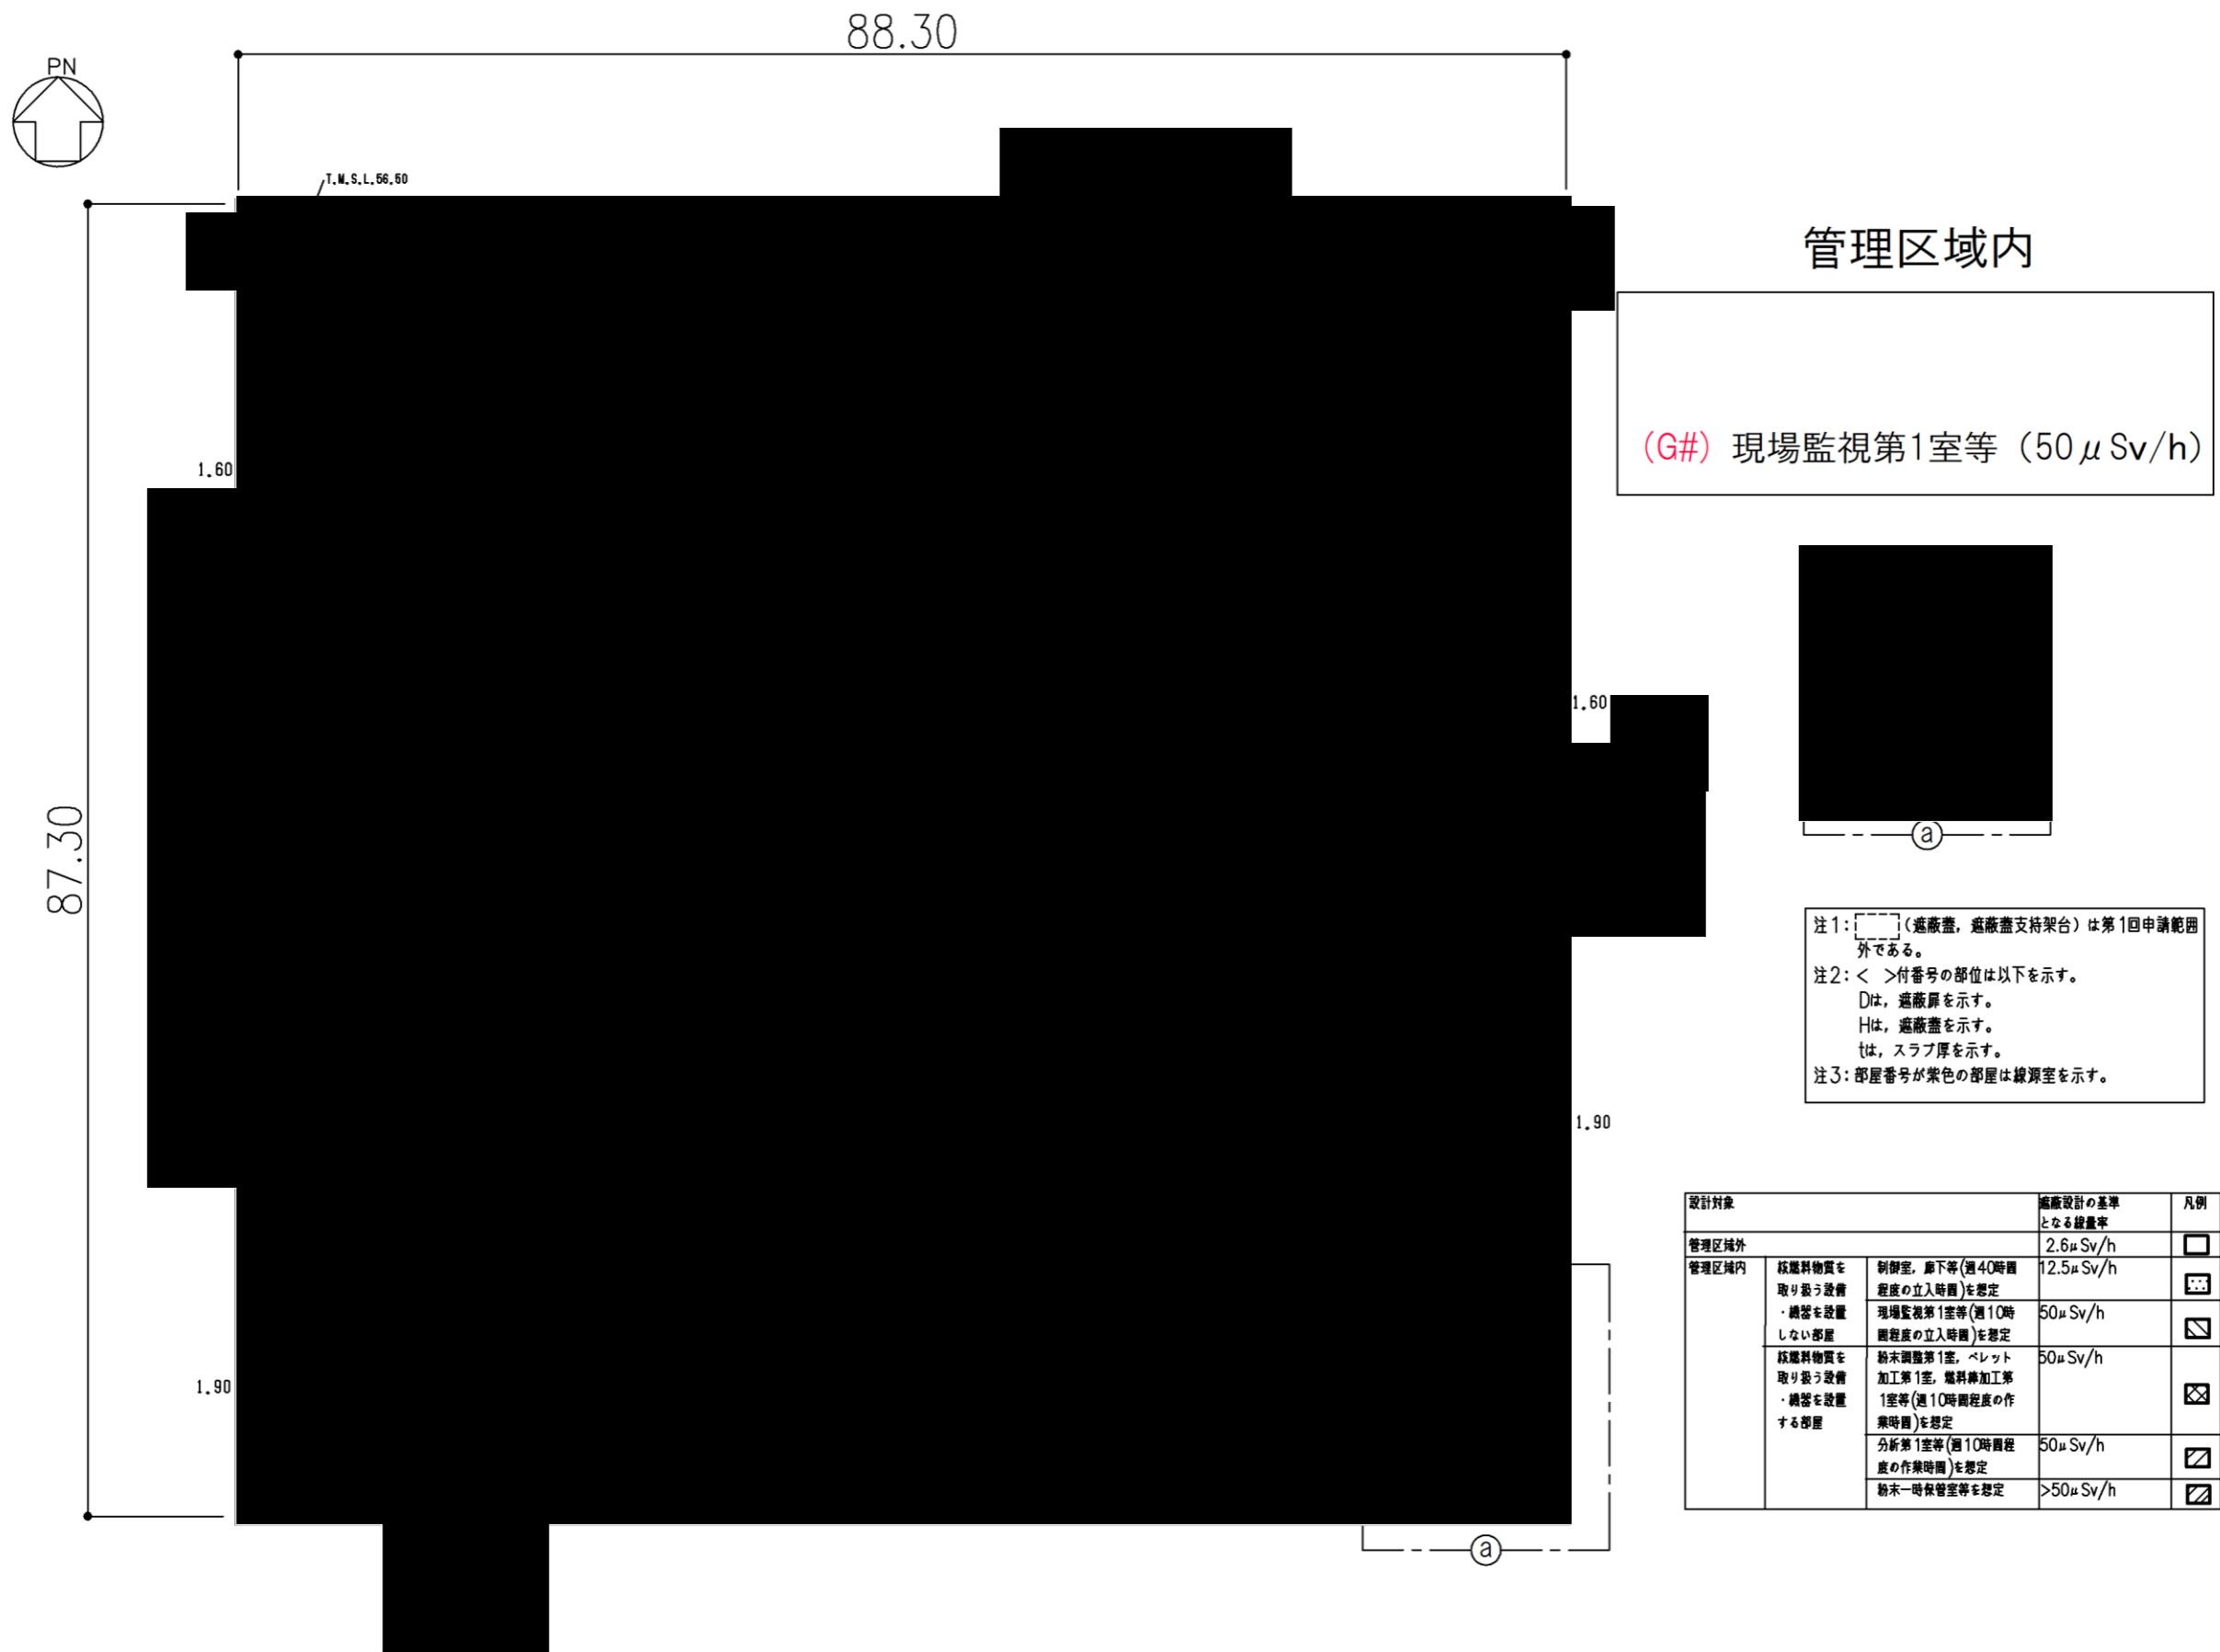 88.30
PN
T.M.S.L.56.50
管理区域内
(G#) 現場監視第1室等（50μSv/h）
1.60
1.60
87.30
ⓐ
注1: （遮蔽蓋，遮蔽蓋支持架台）は第1回申請範囲
外である。
注2:＜ ＞付番号の部位は以下を示す。
Dは，遮蔽扉を示す。
Hは，遮蔽蓋を示す。
tは，スラブ厚を示す。
注3:部屋番号が紫色の部屋は線源室を示す。
1.90
1.90
ⓐ
設計対象
遮蔽設計の基準
となる線量率
凡例
管理区域外
2.6μSv/h
管理区域内
核燃料物質を
取り扱う設備
・機器を設置
しない部屋
制御室，廊下等(週40時間
程度の立入時間)を想定
12.5μSv/h
現場監視第1室等(週10時
間程度の立入時間)を想定
50μSv/h
核燃料物質を
取り扱う設備
・機器を設置
する部屋
粉末調整第1室，ペレット
加工第1室，燃料棒加工第
1室等(週10時間程度の作
業時間)を想定
50μSv/h
分析第1室等(週10時間程
度の作業時間)を想定
50μSv/h
粉末一時保管室等を想定
>50μSv/h